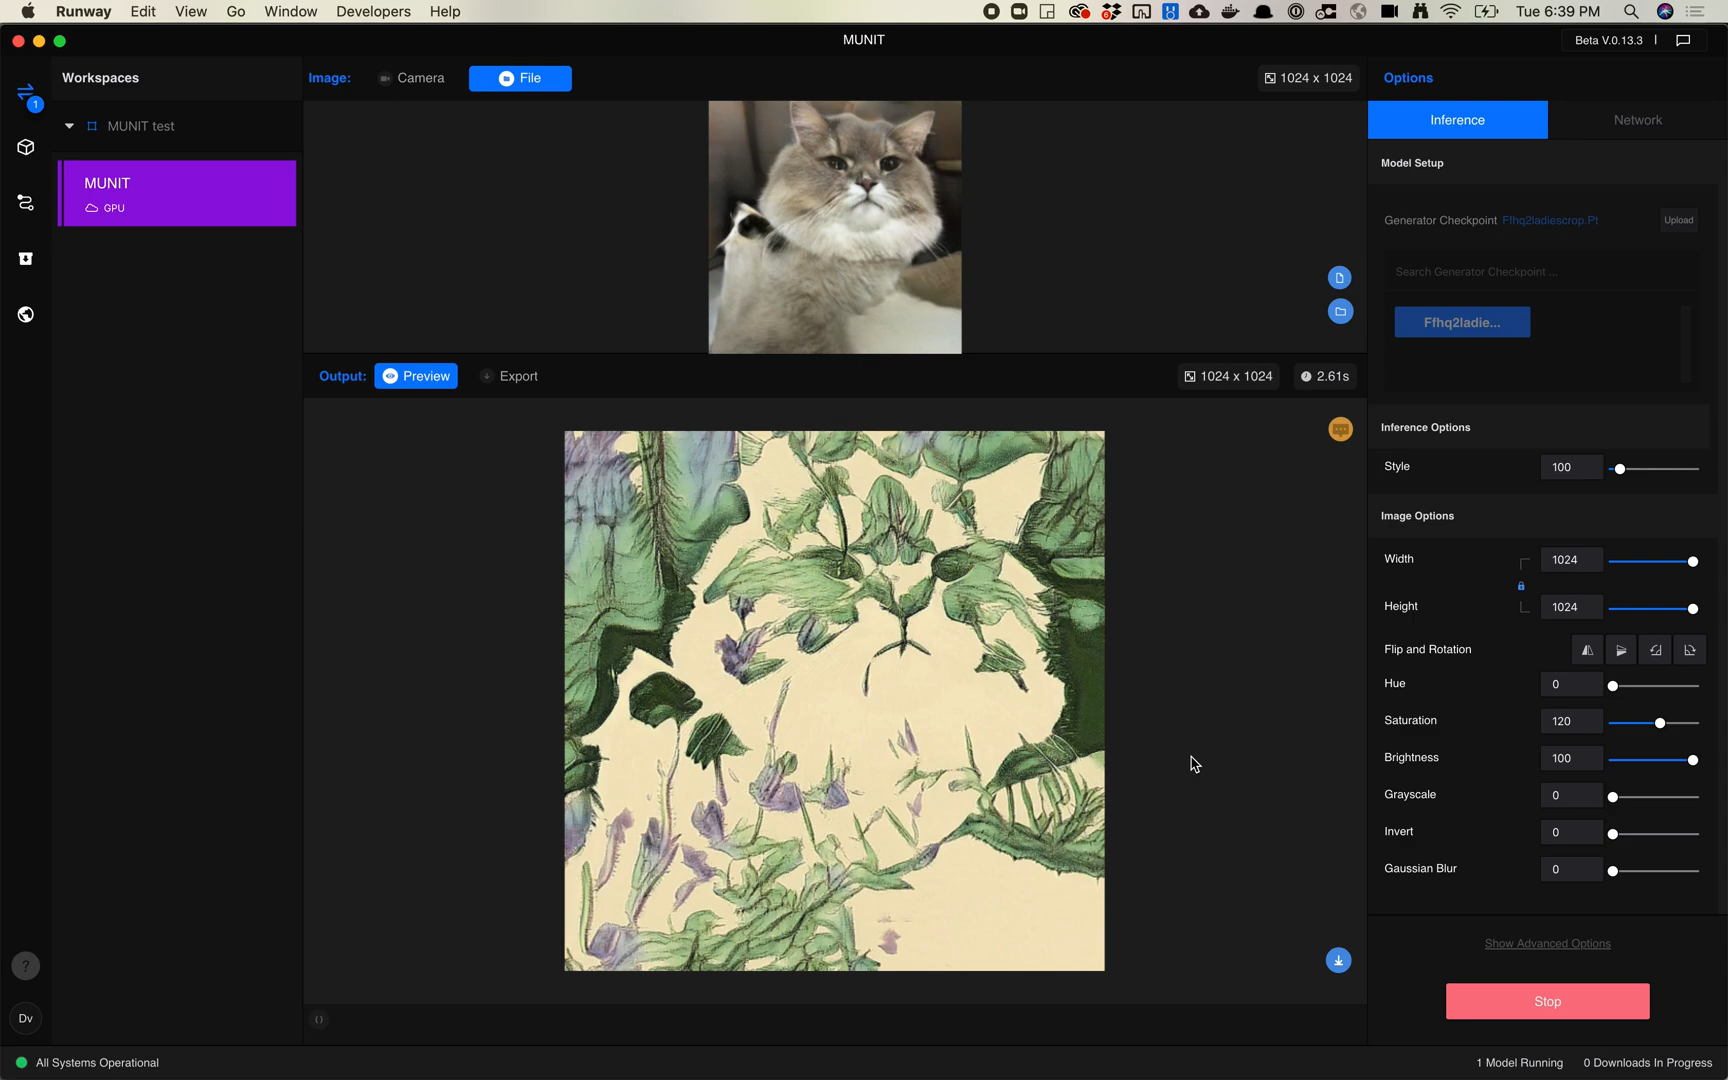 Runway Edit View Go Window Developers Help
Tue 6:39 PM
MUNIT
Beta V.0.13.3
Workspaces
Image: Camera File
1024 x 1024
Options
1
MUNIT test
Inference Network
Model Setup
MUNIT
GPU
Generator Checkpoint Ffhq2ladiescrop.Pt Upload
Search Generator Checkpoint ...
Ffhq2ladie...
Output: Preview Export
1024 x 1024 2.61s
Inference Options
Style 100
Image Options
Width 1024
Height 1024
Flip and Rotation
Hue 0
Saturation 120
Brightness 100
Grayscale 0
Invert 0
Gaussian Blur 0
Show Advanced Options
Stop
?
Dv
All Systems Operational
1 Model Running 0 Downloads In Progress